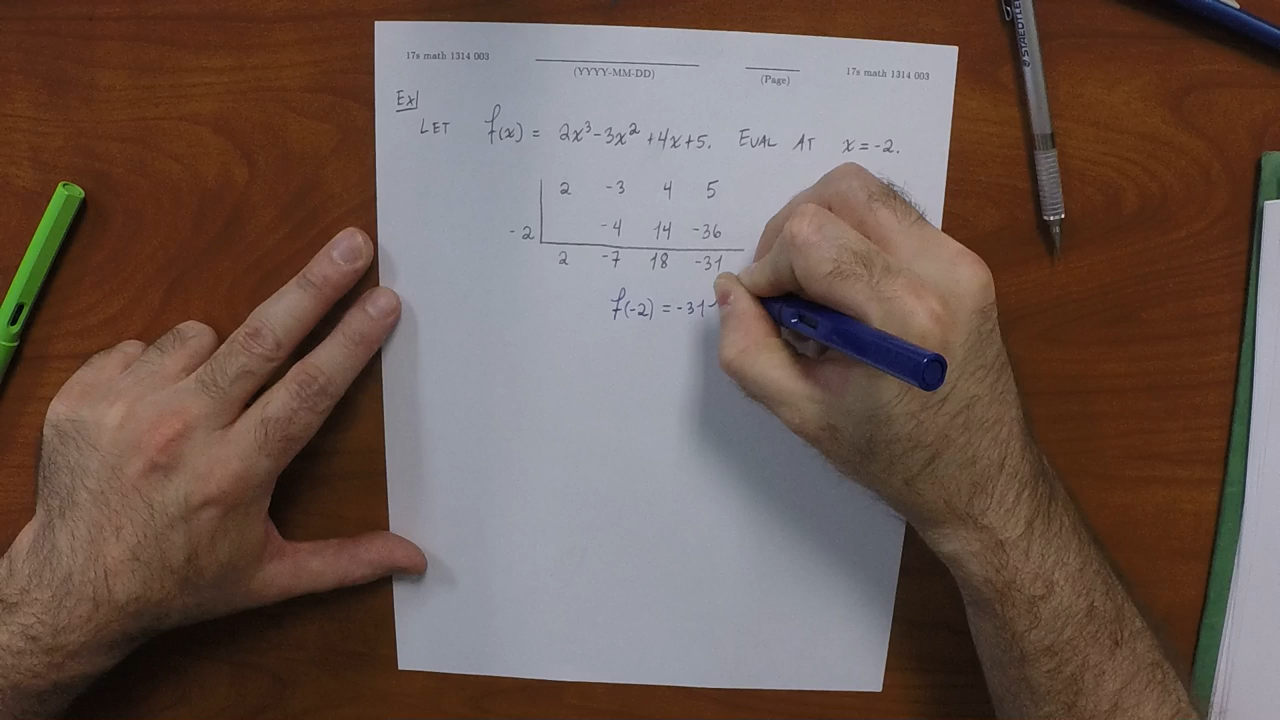 17s math 1314 003 (YYYY-MM-DD) (Page) 17s math 1314 003
Ex
LET f(x) = 2x³-3x²+4x+5. EVAL AT x=-2.
2 -3 4 5
-2 -4 14 -36
2 -7 18 -31
f(-2) = -31
STAEDTLER